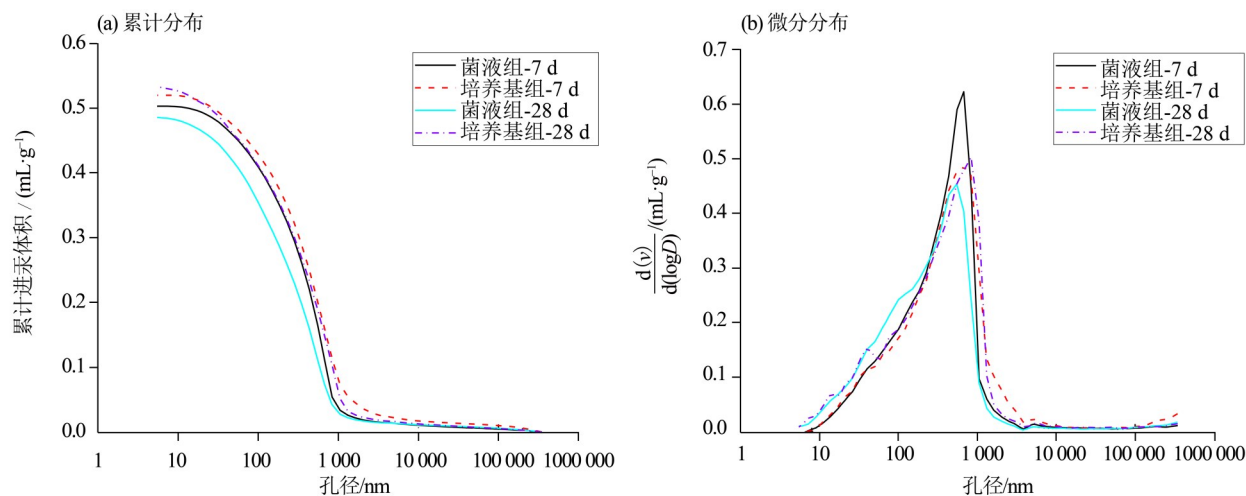 (a) 累计分布
0.6
0.5
0.4
0.3
0.2
0.1
0.0
累计进汞体积 / (mL·g⁻¹)
菌液组-7 d
培养基组-7 d
菌液组-28 d
培养基组-28 d
1 10 100 1 000 10 000 100 000 1000 000
孔径/nm
(b) 微分分布
0.7
0.6
0.5
0.4
0.3
0.2
0.1
0.0
d(v)
d(logD) /(mL·g⁻¹)
菌液组-7 d
培养基组-7 d
菌液组-28 d
培养基组-28 d
1 10 100 1 000 10 000 100 000 1000 000
孔径/nm